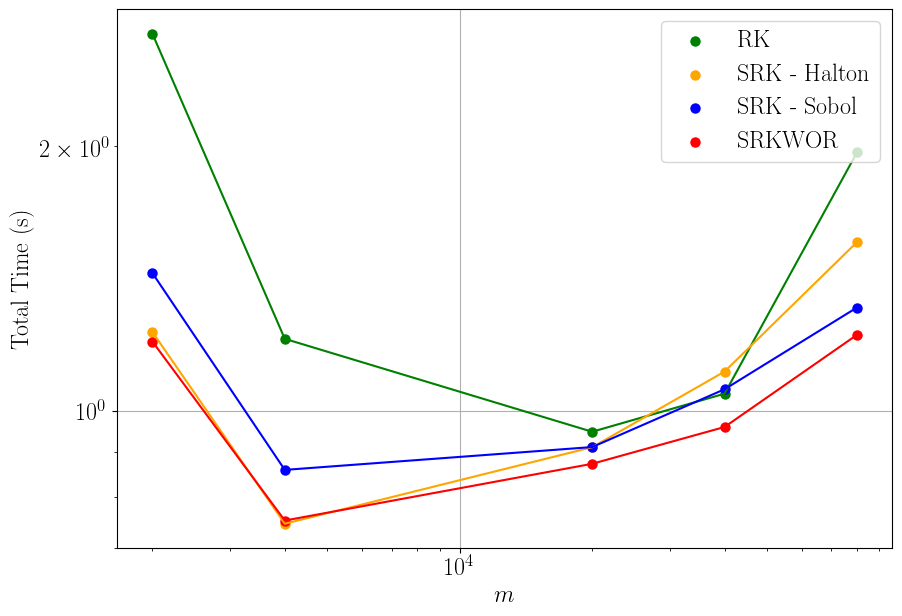 RK
SRK - Halton
SRK - Sobol
SRKWOR
2 × 10⁰
10⁰
Total Time (s)
10⁴
m